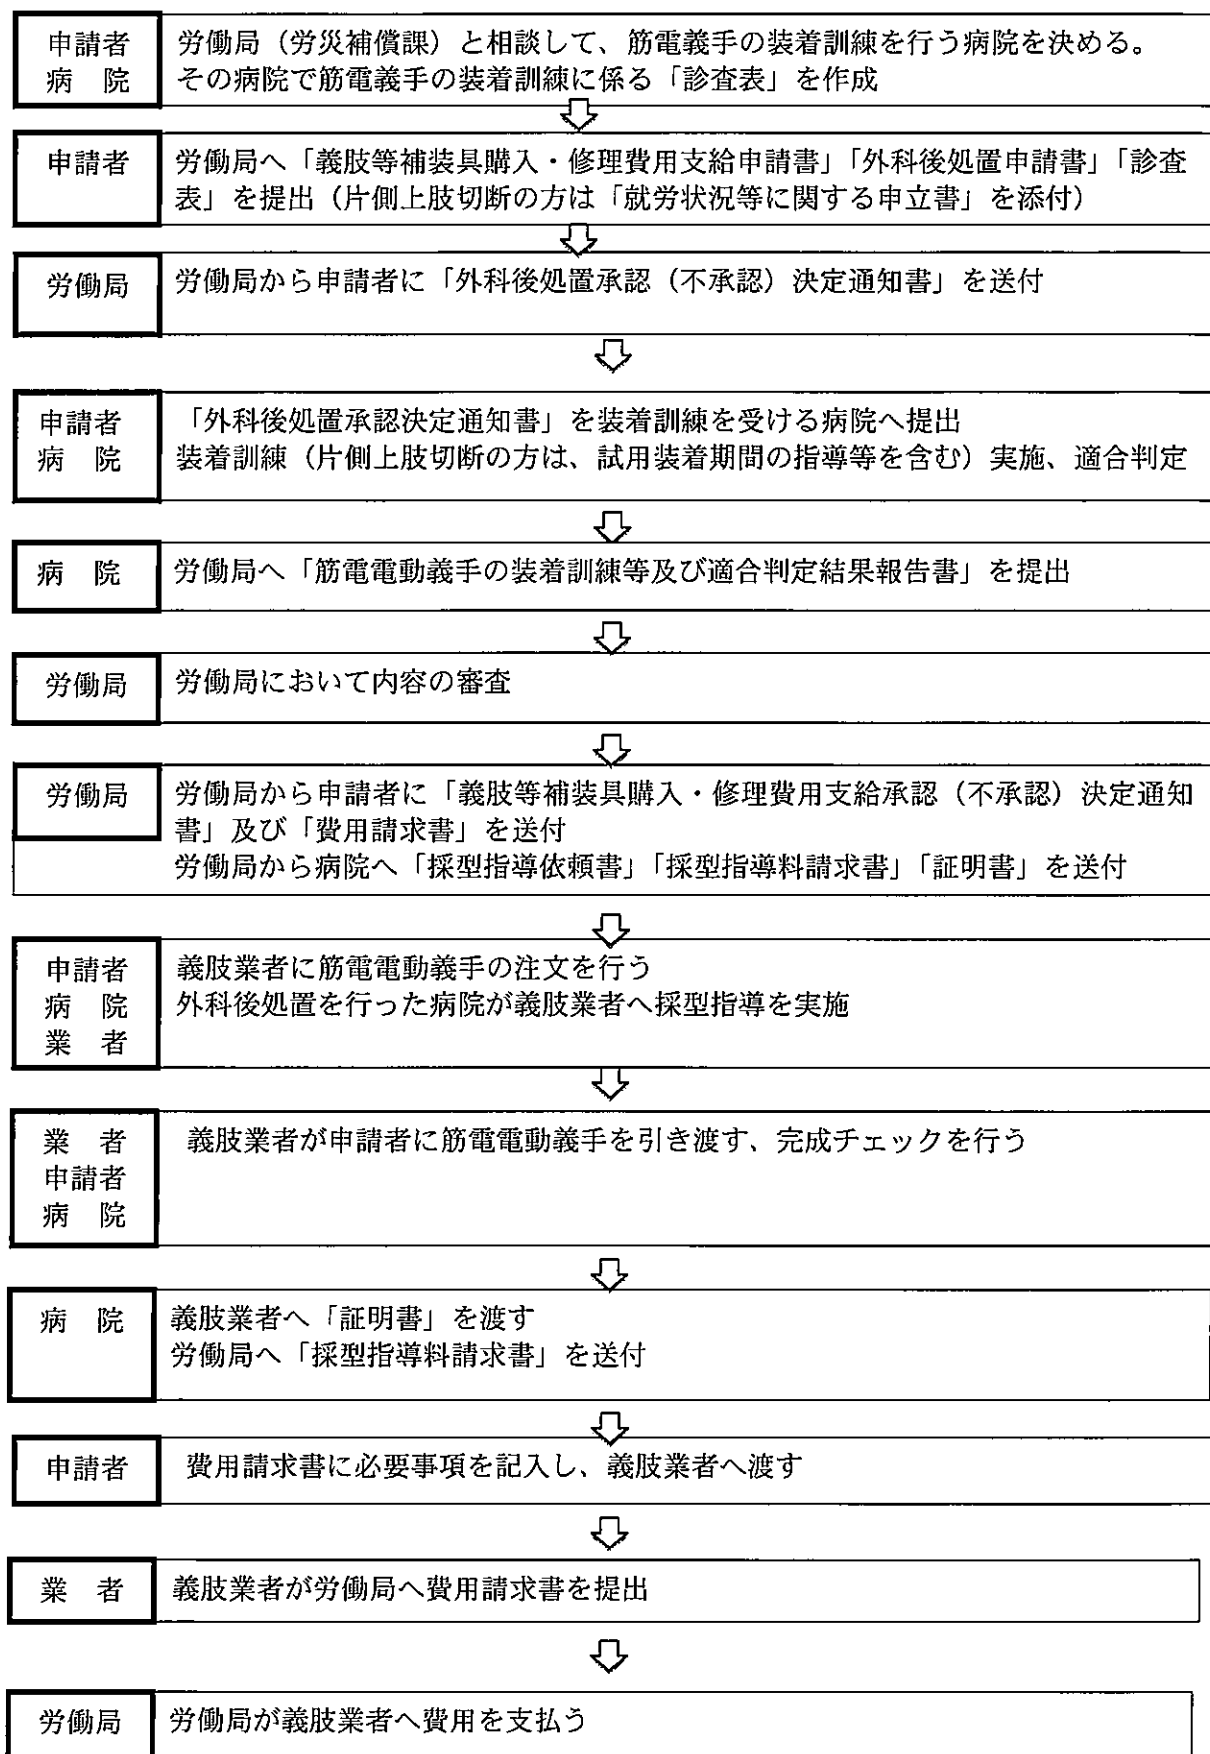 申請者
病　院
労働局（労災補償課）と相談して、筋電義手の装着訓練を行う病院を決める。
その病院で筋電義手の装着訓練に係る「診査表」を作成
申請者
労働局へ「義肢等補装具購入・修理費用支給申請書」「外科後処置申請書」「診査
表」を提出（片側上肢切断の方は「就労状況等に関する申立書」を添付）
労働局
労働局から申請者に「外科後処置承認（不承認）決定通知書」を送付
申請者
病　院
「外科後処置承認決定通知書」を装着訓練を受ける病院へ提出
装着訓練（片側上肢切断の方は、試用装着期間の指導等を含む）実施、適合判定
病　院
労働局へ「筋電電動義手の装着訓練等及び適合判定結果報告書」を提出
労働局
労働局において内容の審査
労働局
労働局から申請者に「義肢等補装具購入・修理費用支給承認（不承認）決定通知
書」及び「費用請求書」を送付
労働局から病院へ「採型指導依頼書」「採型指導料請求書」「証明書」を送付
申請者
病　院
業　者
義肢業者に筋電電動義手の注文を行う
外科後処置を行った病院が義肢業者へ採型指導を実施
業　者
申請者
病　院
義肢業者が申請者に筋電電動義手を引き渡す、完成チェックを行う
病　院
義肢業者へ「証明書」を渡す
労働局へ「採型指導料請求書」を送付
申請者
費用請求書に必要事項を記入し、義肢業者へ渡す
業　者
義肢業者が労働局へ費用請求書を提出
労働局
労働局が義肢業者へ費用を支払う